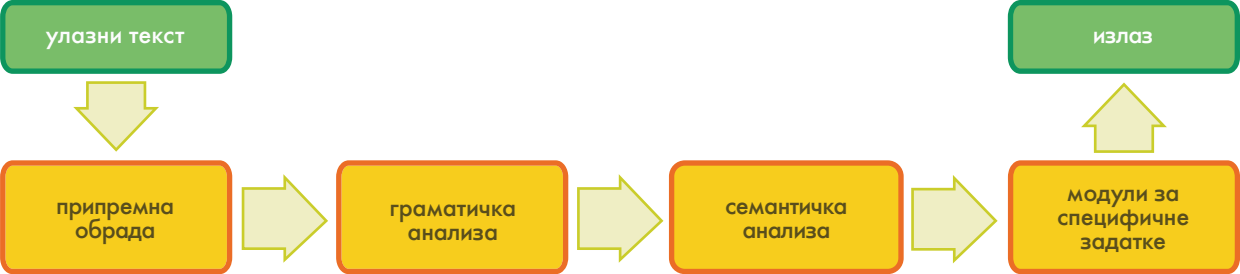 улазни текст
излаз
припремна
обрада
граматичка
анализа
семантичка
анализа
модули за
специфичне
задатке